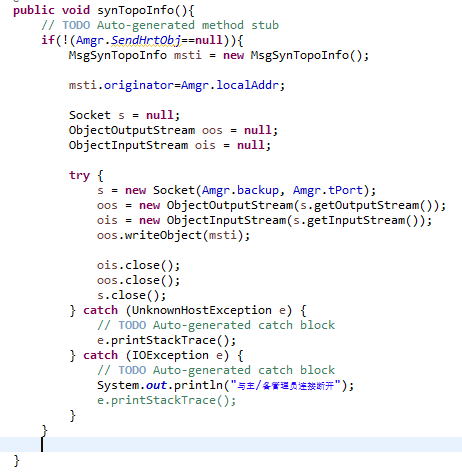 public void synTopoInfo(){
// TODO Auto-generated method stub
if(!(Amgr.SendHrtObj==null)){
MsgSynTopoInfo msti = new MsgSynTopoInfo();
msti.originator=Amgr.localAddr;
Socket s = null;
ObjectOutputStream oos = null;
ObjectInputStream ois = null;
try {
s = new Socket(Amgr.backup, Amgr.tPort);
oos = new ObjectOutputStream(s.getOutputStream());
ois = new ObjectInputStream(s.getInputStream());
oos.writeObject(msti);
ois.close();
oos.close();
s.close();
} catch (UnknownHostException e) {
// TODO Auto-generated catch block
e.printStackTrace();
} catch (IOException e) {
// TODO Auto-generated catch block
System.out.println("与主/备管理员连接断开");
e.printStackTrace();
}
}
}